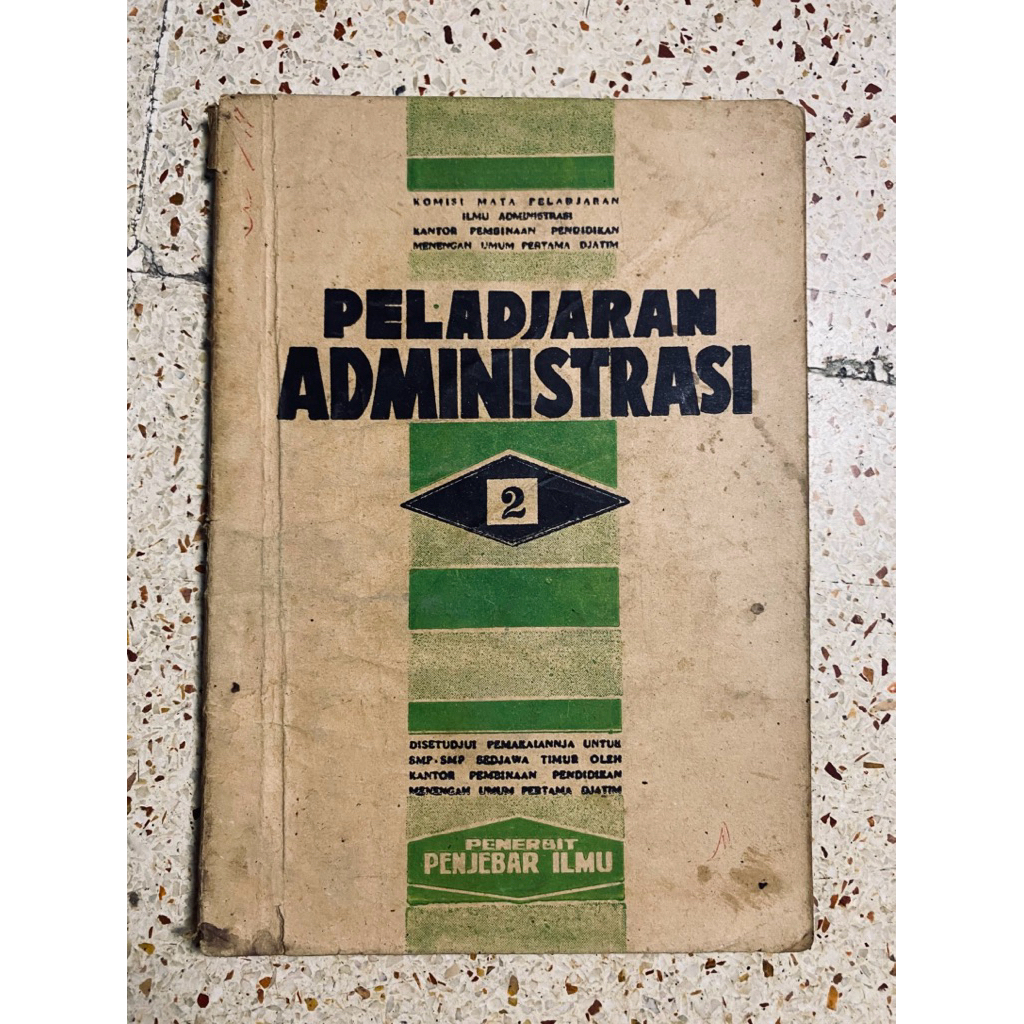 KOMISI MATA PELADJARAN
ILMU ADMINISTRASI
KANTOR PEMBINAAN PENDIDIKAN
MENENGAH UMUM PERTAMA DJATIM
PELADJARAN
ADMINISTRASI
2
DISETUDJUI PEMAKAIANNJA UNTUK
SMP-SMP SEDJAWA TIMUR OLEH
KANTOR PEMBINAAN PENDIDIKAN
MENENGAH UMUM PERTAMA DJATIM
PENERBIT
PENJEBAR ILMU